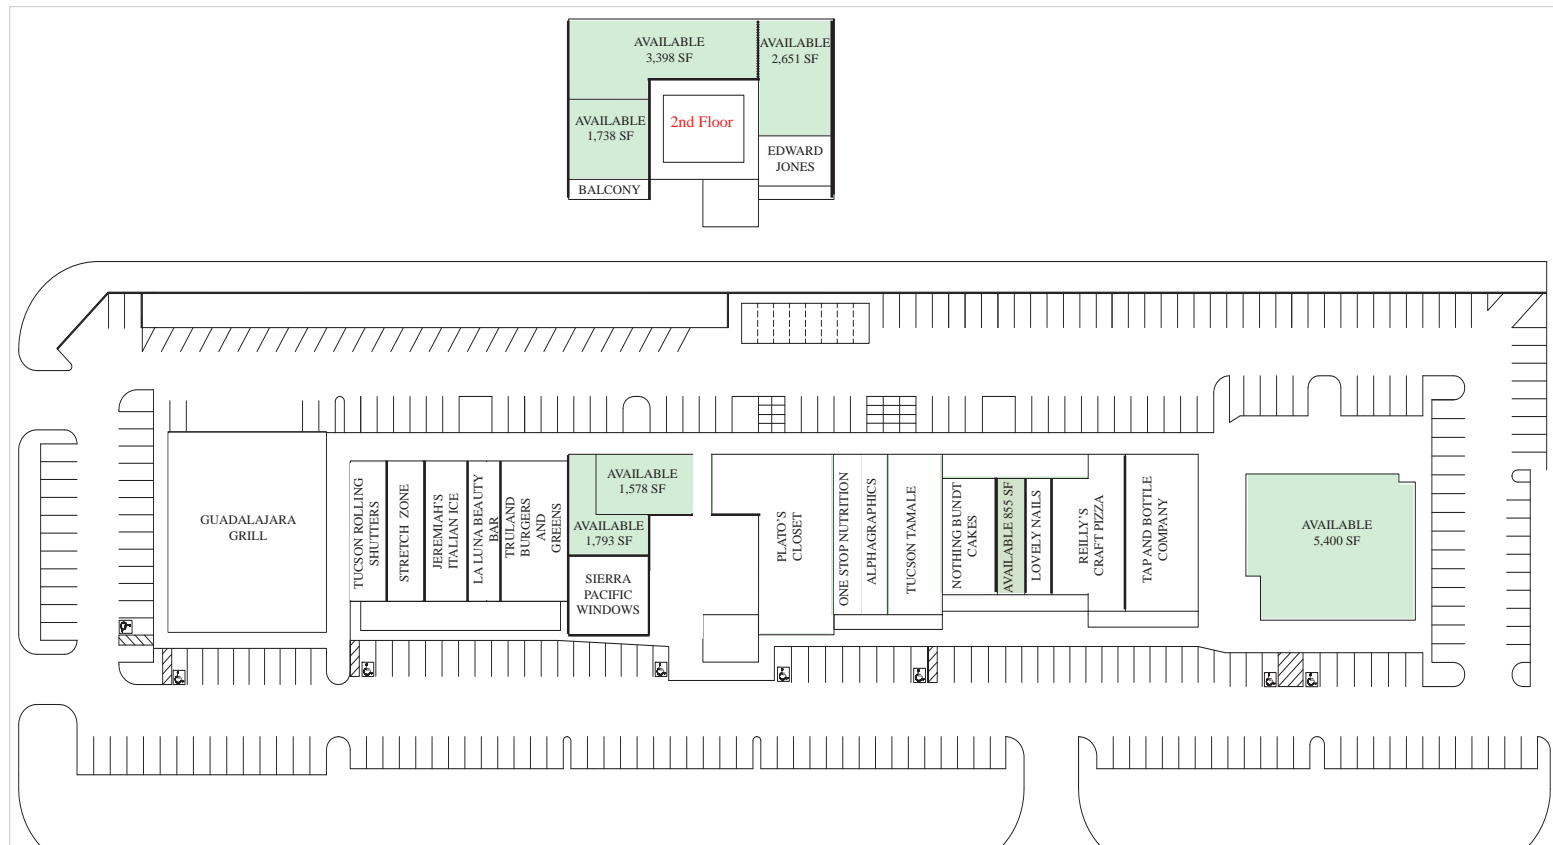 AVAILABLE
3,398 SF
AVAILABLE
2,651 SF
AVAILABLE
1,738 SF
2nd Floor
EDWARD
JONES
BALCONY
GUADALAJARA
GRILL
TUCSON ROLLING
SHUTTERS
STRETCH ZONE
JEREMIAH'S
ITALIAN ICE
LA LUNA BEAUTY
BAR
TRULAND
BURGERS
AND
GREENS
AVAILABLE
1,578 SF
AVAILABLE
1,793 SF
SIERRA
PACIFIC
WINDOWS
PLATO'S
CLOSET
ONE STOP NUTRITION
ALPHAGRAPHICS
TUCSON TAMALE
NOTHING BUNDT
CAKES
AVAILABLE 855 SF
LOVELY NAILS
REILLY'S
CRAFT PIZZA
TAP AND BOTTLE
COMPANY
AVAILABLE
5,400 SF